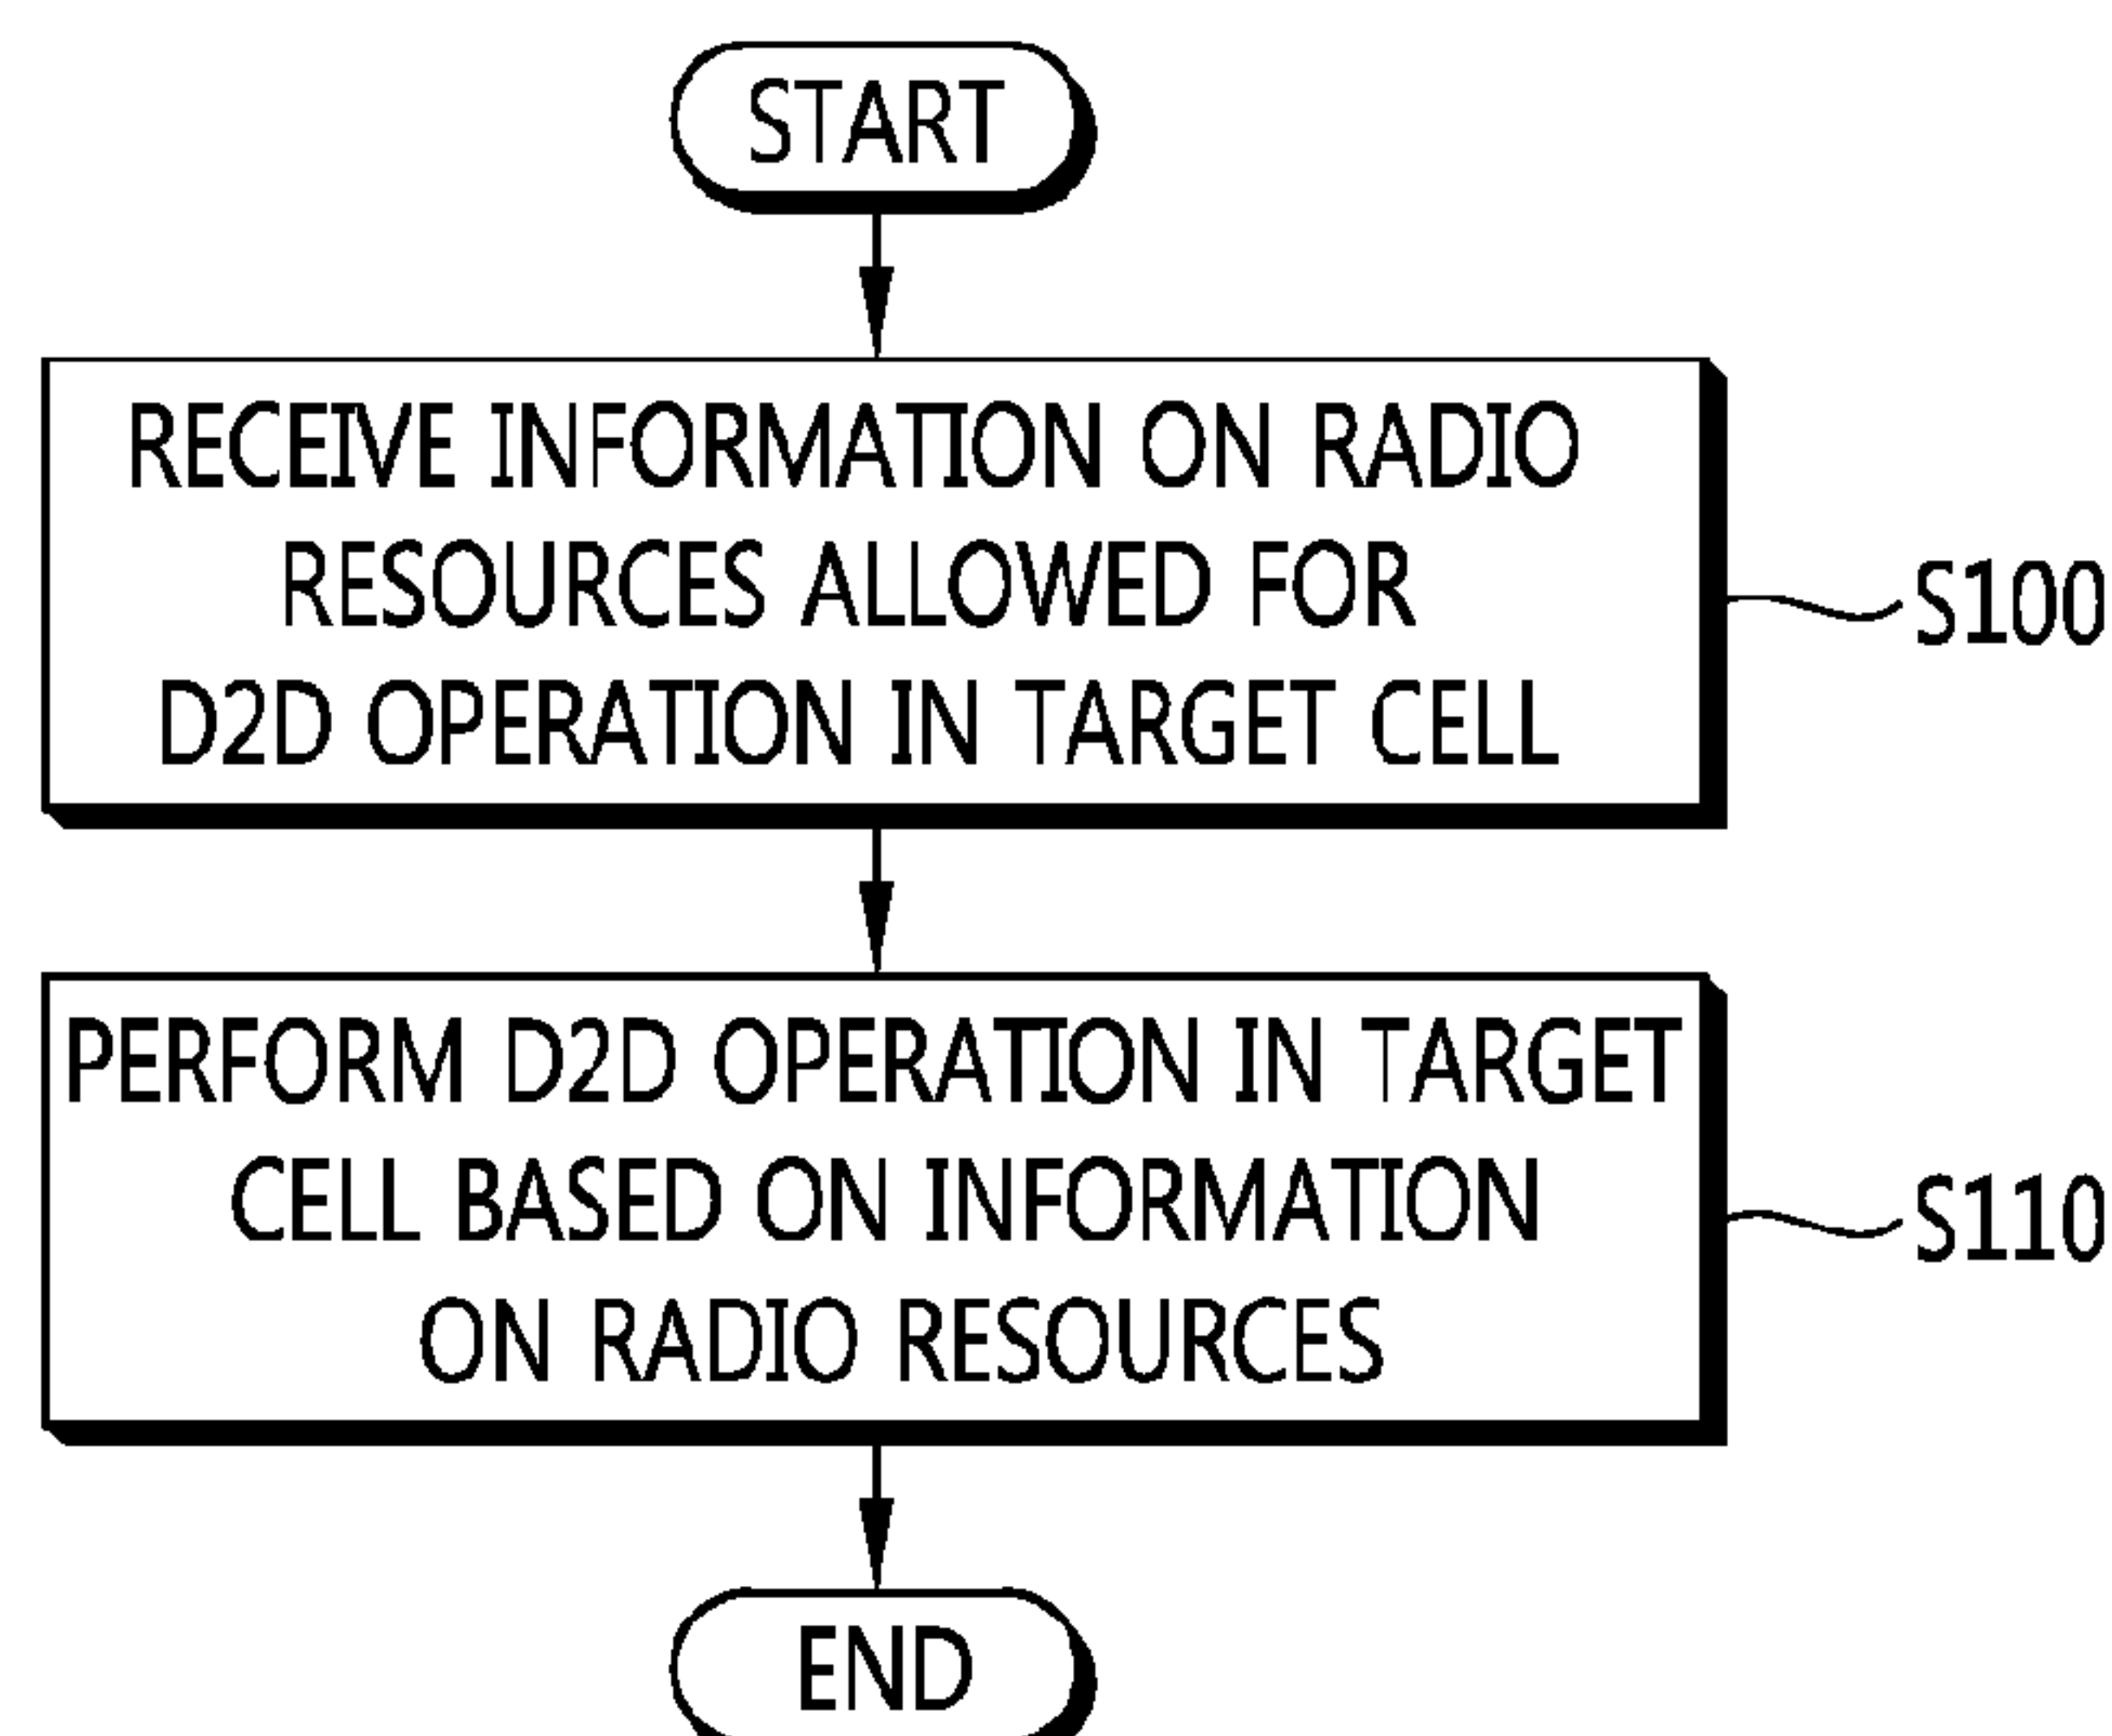 START
RECEIVE INFORMATION ON RADIO
RESOURCES ALLOWED FOR
D2D OPERATION IN TARGET CELL
S100
PERFORM D2D OPERATION IN TARGET
CELL BASED ON INFORMATION
ON RADIO RESOURCES
S110
END